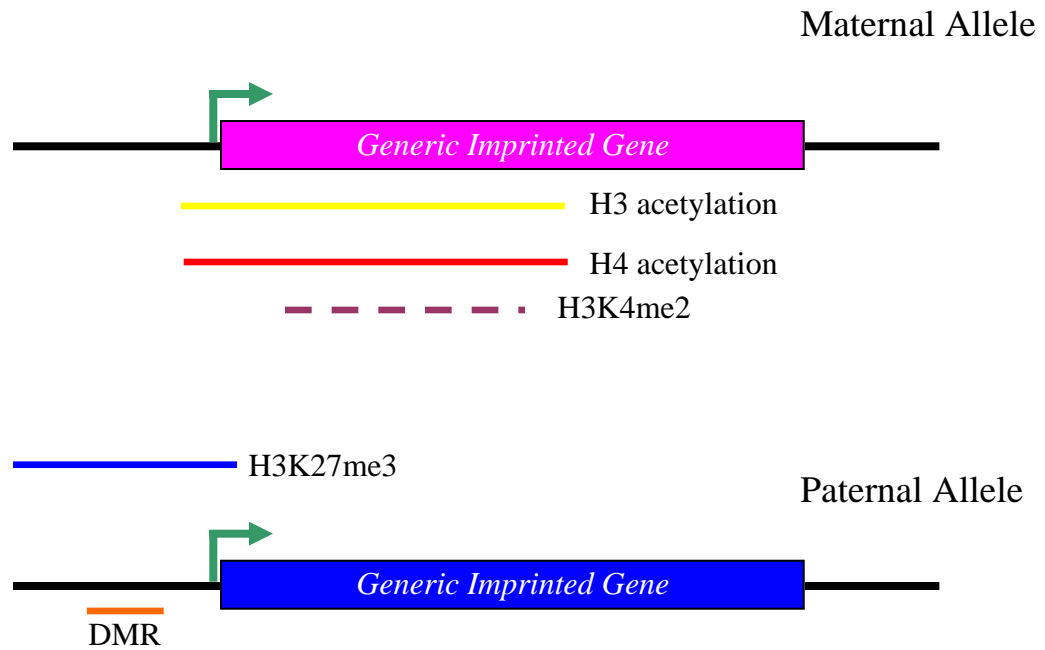 Maternal Allele
Generic Imprinted Gene
H3 acetylation
H4 acetylation
H3K4me2
H3K27me3
Paternal Allele
Generic Imprinted Gene
DMR